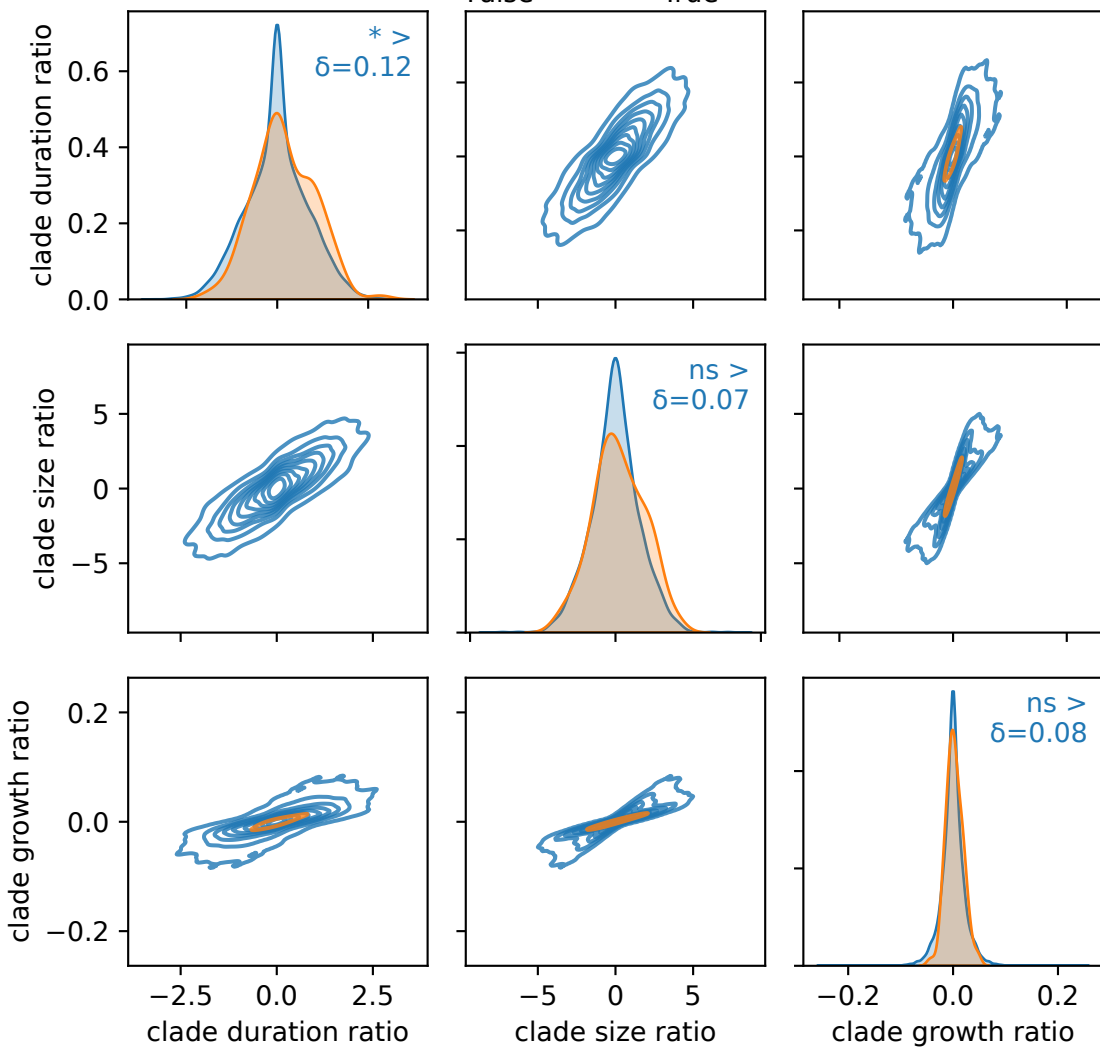 True
clade duration ratio
0.6
0.4
0.2
0.0
* >
δ=0.12
clade size ratio
5
0
−5
ns >
δ=0.07
clade growth ratio
0.2
0.0
−0.2
ns >
δ=0.08
−2.5 0.0 2.5
clade duration ratio
−5 0 5
clade size ratio
−0.2 0.0 0.2
clade growth ratio